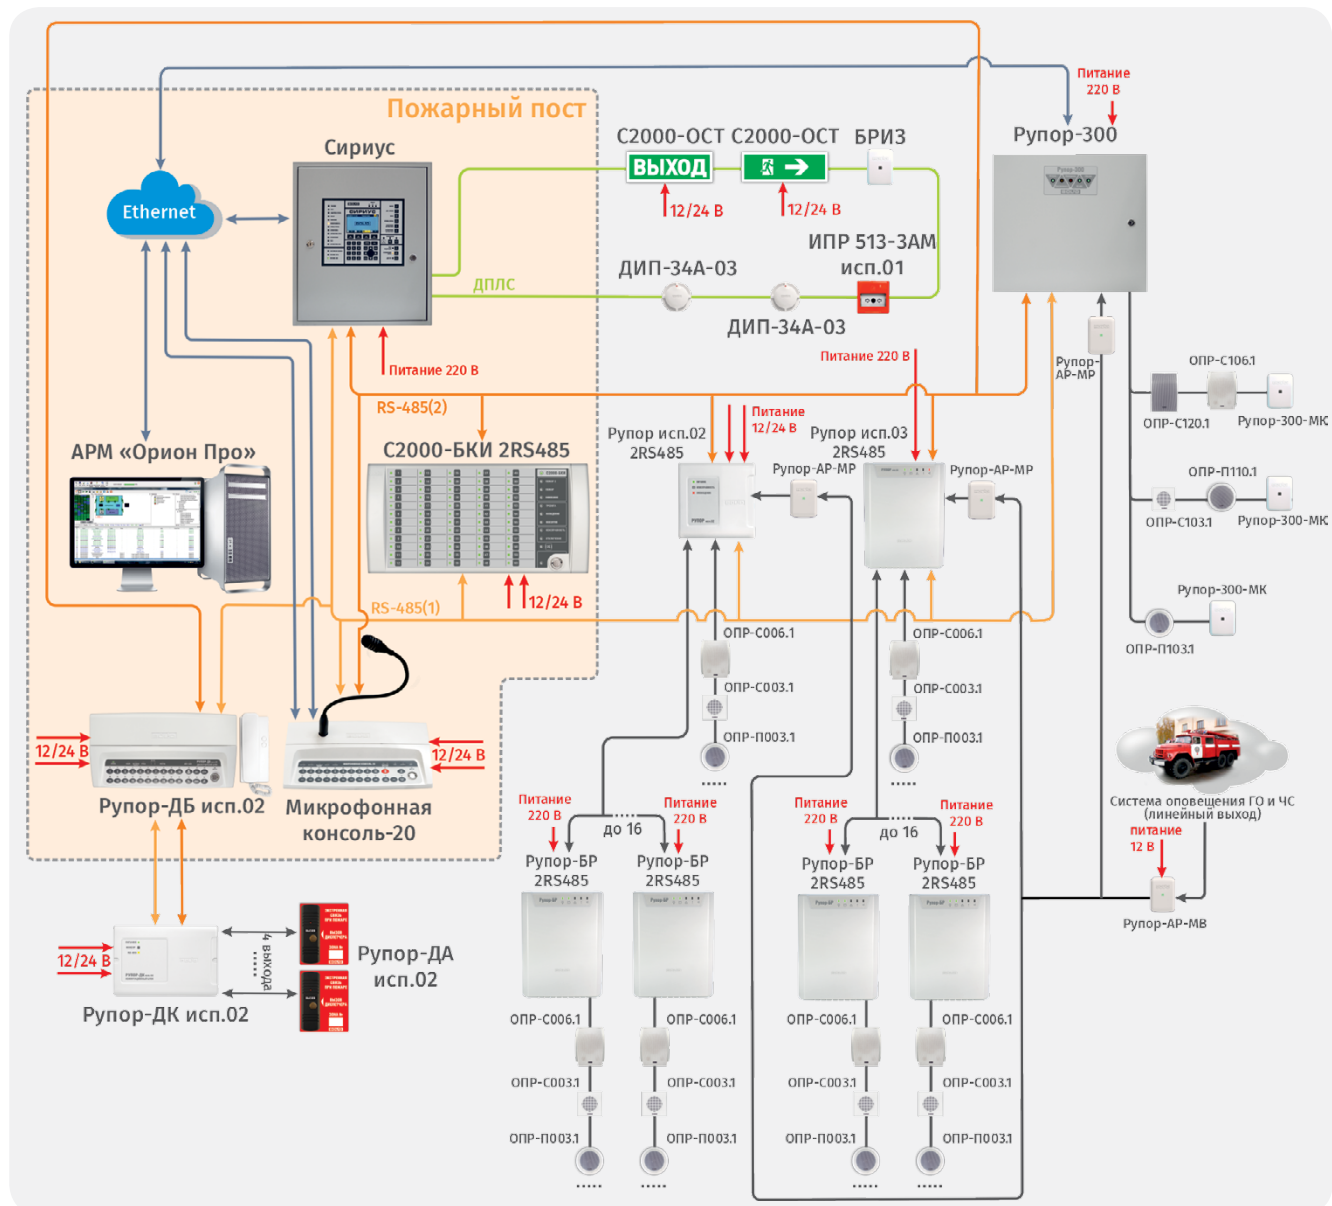 Питание
220 В
Пожарный пост
Рупор-300
Сириус
С2000-ОСТ
С2000-ОСТ
БРИЗ
ВЫХОД
Рупор-300
Ethernet
12/24 В
12/24 В
ИПР 513-3АМ
исп.01
ДИП-34А-03
ДПЛС
ДИП-34А-03
Питание 220 В
Питание 220 В
Рупор-
АР-МР
ОПР-С106.1
ОПР-С120.1
Рупор-300-МК
RS-485(2)
Питание
12/24 В
Рупор исп.02
2RS485
Рупор исп.03
2RS485
АРМ «Орион Про»
С2000-БКИ 2RS485
Рупор-АР-МР
Рупор-АР-МР
ОПР-П110.1
ОПР-С103.1
Рупор-300-МК
RS-485(1)
12/24 В
Рупор-300-МК
ОПР-П103.1
ОПР-С006.1
ОПР-С003.1
ОПР-П003.1
.....
ОПР-С006.1
ОПР-С003.1
ОПР-П003.1
.....
12/24 В
12/24 В
Рупор-ДБ исп.02
Микрофонная
консоль-20
Система оповещения ГО и ЧС
(линейный выход)
питание
12 В
Рупор-АР-МВ
Питание
220 В
до 16
Питание
220 В
Питание
220 В
до 16
Питание
220 В
Рупор-БР
2RS485
Рупор-БР
2RS485
Рупор-БР
2RS485
Рупор-БР
2RS485
Рупор-БР
Рупор-БР
Рупор-БР
Рупор-БР
12/24 В
4 выхода
.....
Рупор-ДА
исп.02
Рупор-ДК исп.02
ОПР-С006.1
ОПР-С003.1
ОПР-П003.1
.....
ОПР-С006.1
ОПР-С003.1
ОПР-П003.1
.....
ОПР-С006.1
ОПР-С003.1
ОПР-П003.1
.....
ОПР-С006.1
ОПР-С003.1
ОПР-П003.1
.....